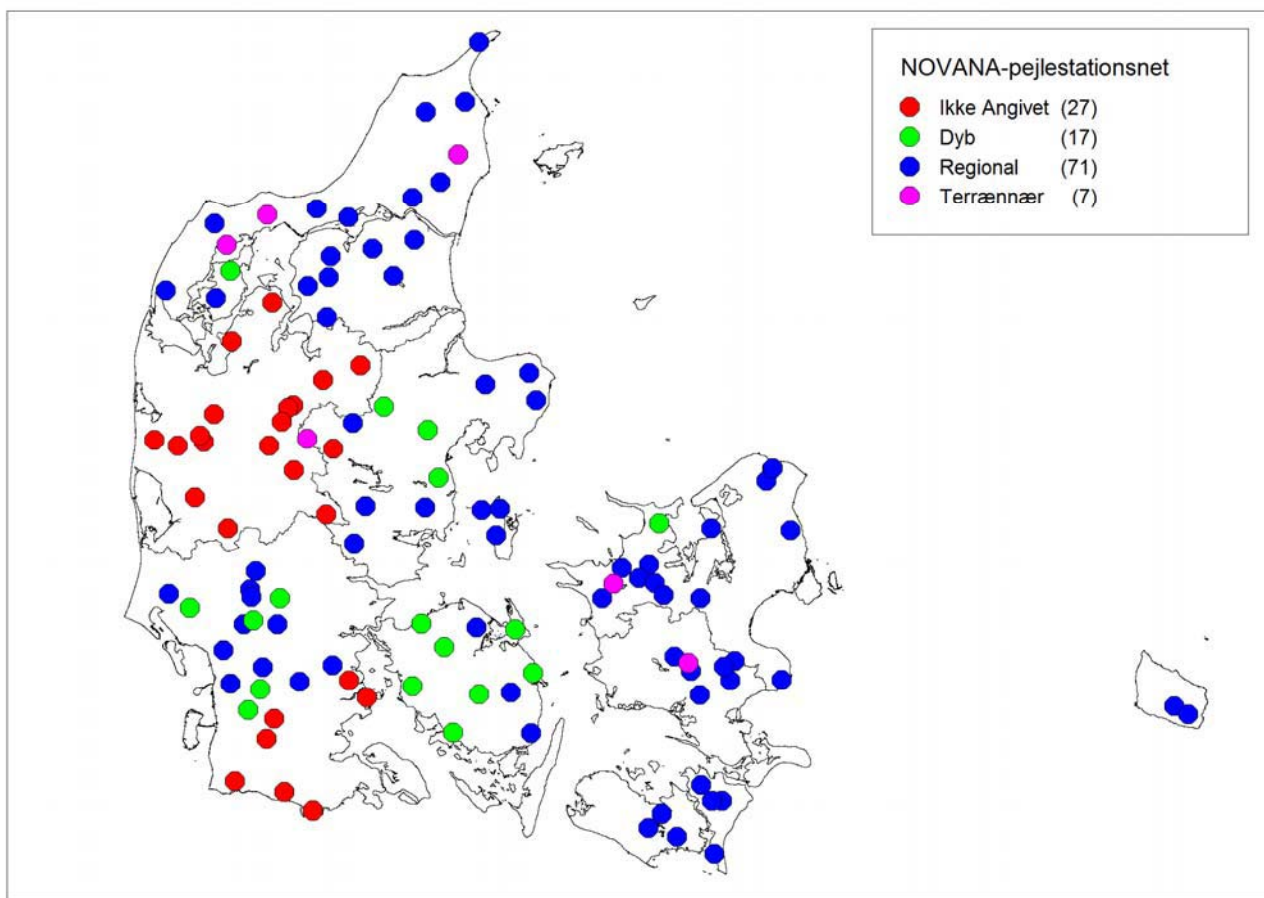 NOVANA-pejlestationsnet
Ikke Angivet (27)
Dyb (17)
Regional (71)
Terrænnær (7)